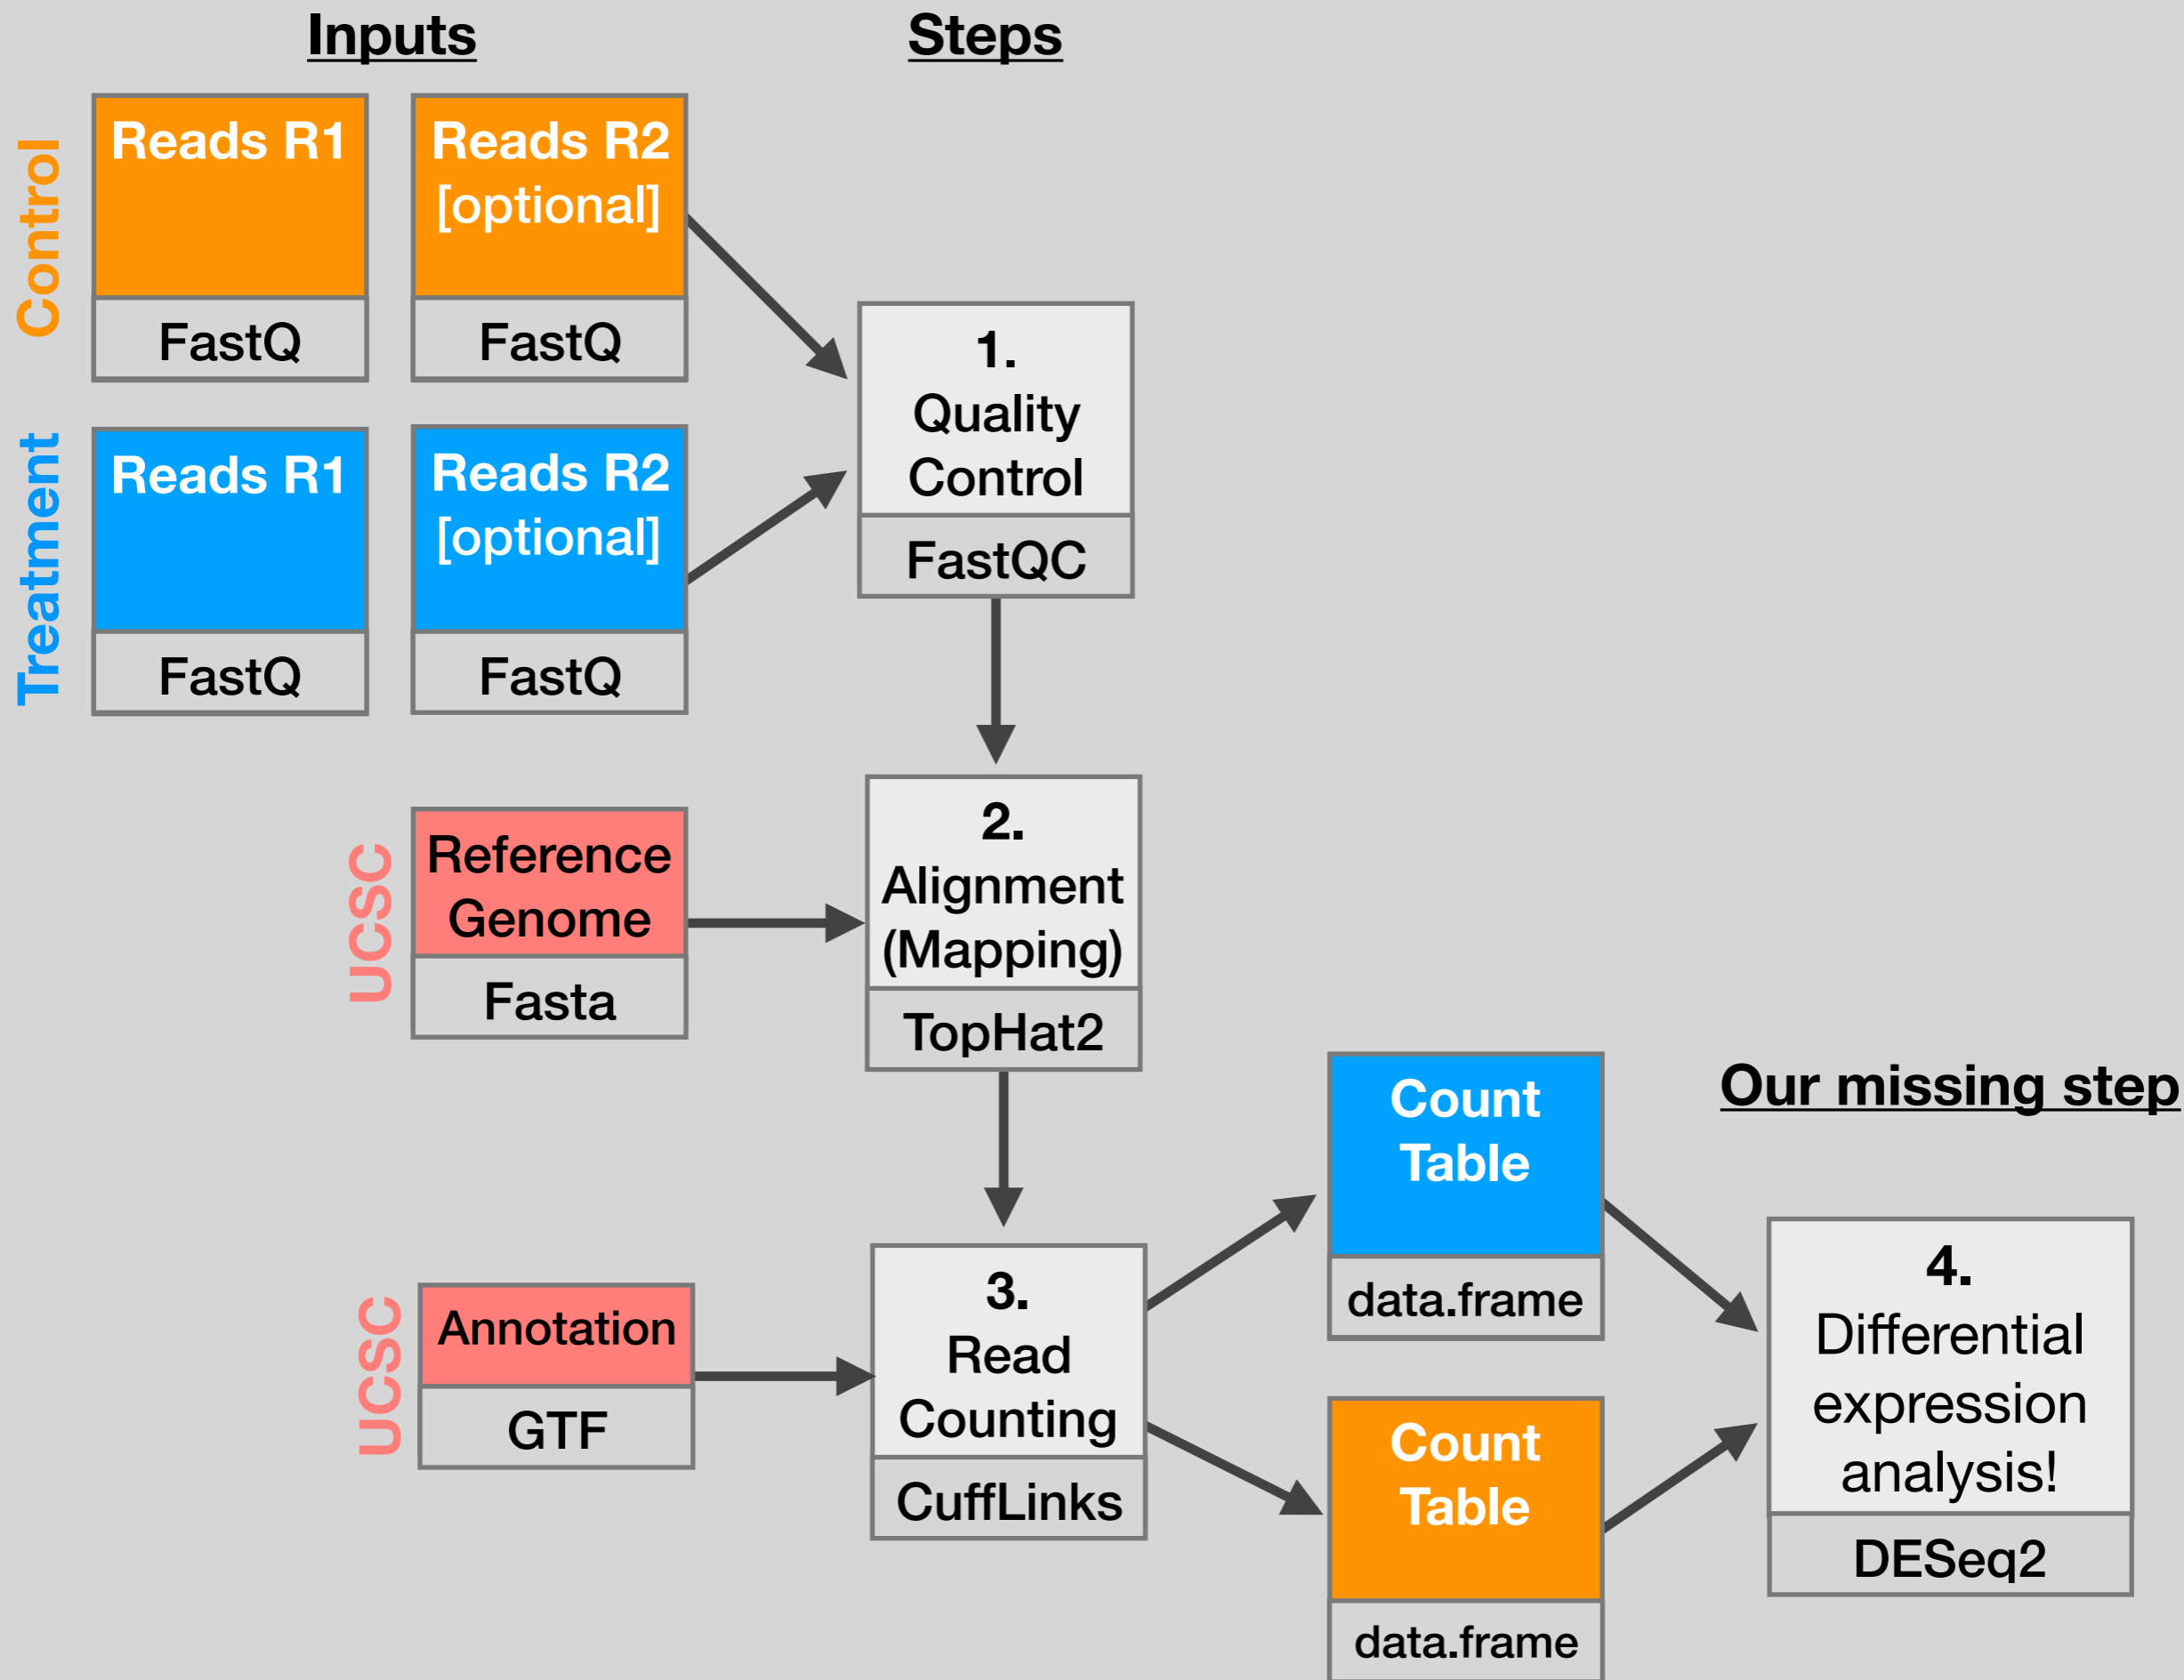 Inputs
Steps
Control
Reads R1
FastQ
Reads R2
[optional]
FastQ
Treatment
Reads R1
FastQ
Reads R2
[optional]
FastQ
1.
Quality
Control
FastQC
UCSC
Reference
Genome
Fasta
2.
Alignment
(Mapping)
TopHat2
UCSC
Annotation
GTF
3.
Read
Counting
CuffLinks
Count
Table
data.frame
Count
Table
data.frame
Our missing step
4.
Differential
expression
analysis!
DESeq2